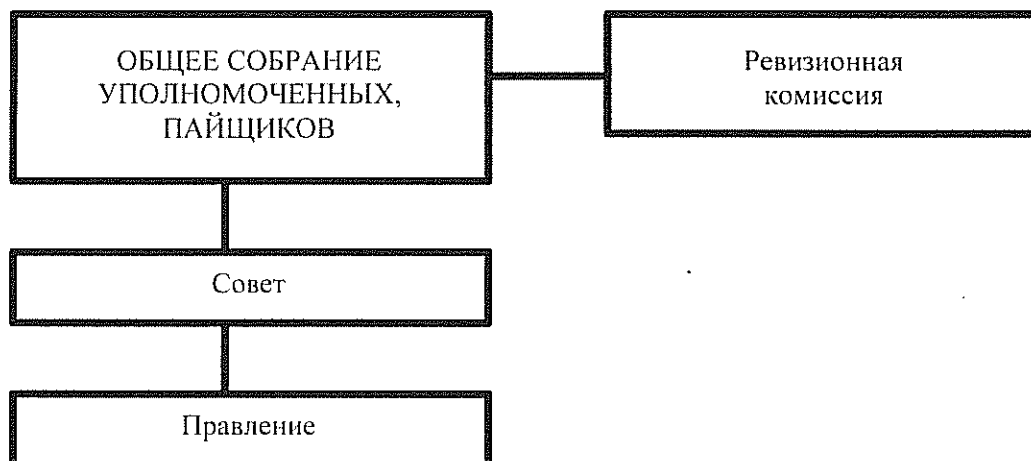 ОБЩЕЕ СОБРАНИЕ
УПОЛНОМОЧЕННЫХ,
ПАЙЩИКОВ
Ревизионная
комиссия
Совет
Правление